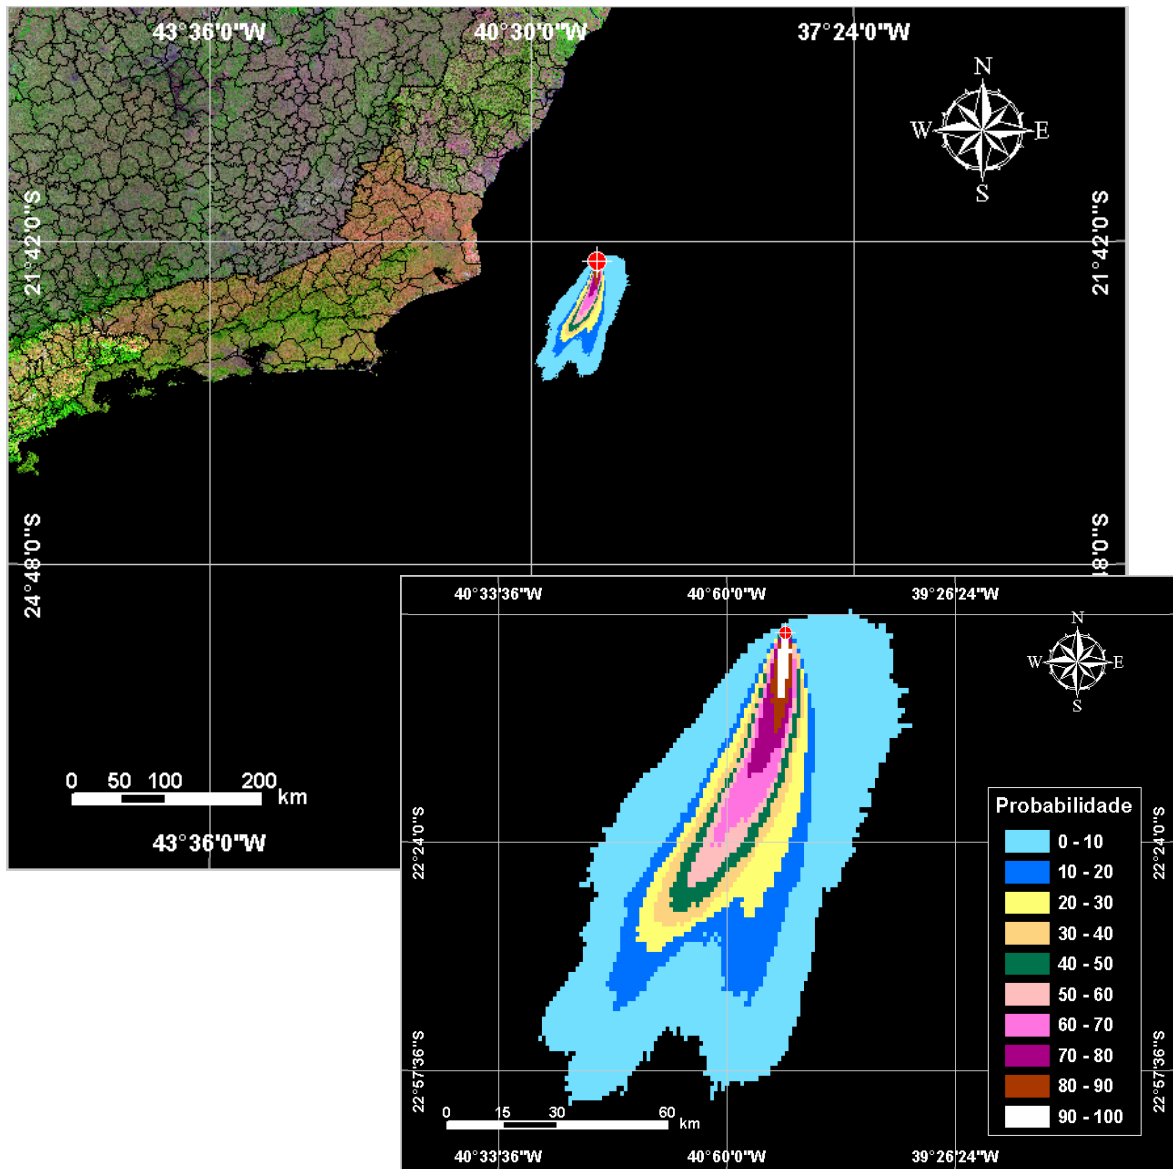 43°36'0"W 40°30'0"W 37°24'0"W
N
W E
S
21°42'0"S
21°42'0"S
24°48'0"S
48'0"S
0 50 100 200
km
43°36'0"W
40°33'36"W 40°60'0"W 39°26'24"W
N
W E
S
22°24'0"S
22°24'0"S
22°57'36"S
22°57'36"S
Probabilidade
0 - 10
10 - 20
20 - 30
30 - 40
40 - 50
50 - 60
60 - 70
70 - 80
80 - 90
90 - 100
0 15 30 60
km
40°33'36"W 40°60'0"W 39°26'24"W